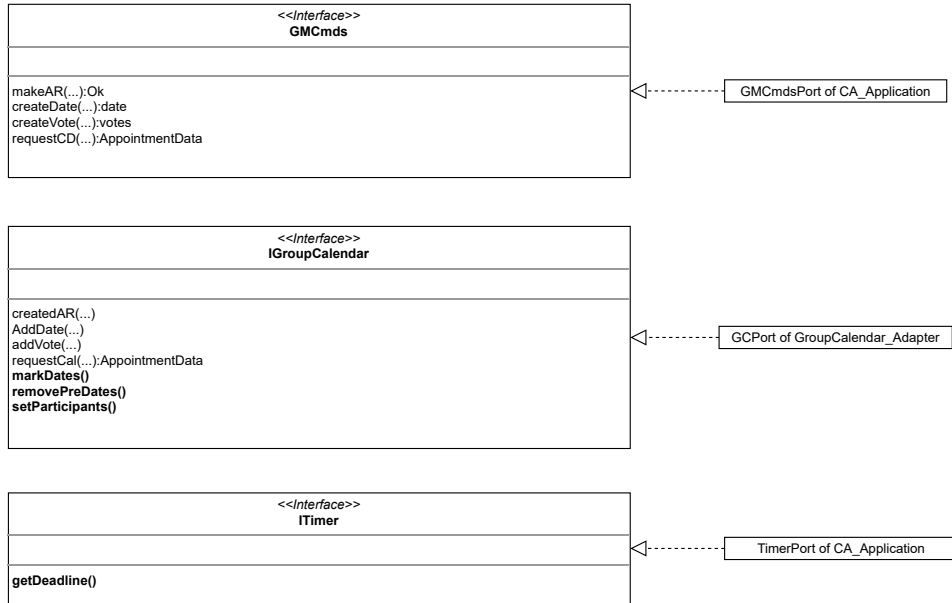 <<Interface>>
GMCmds
makeAR(...):Ok
createDate(...):date
createVote(...):votes
requestCD(...):AppointmentData
GMCmdsPort of CA_Application
<<Interface>>
IGroupCalendar
createdAR(...)
AddDate(...)
addVote(...)
requestCal(...):AppointmentData
markDates()
removePreDates()
setParticipants()
GCPort of GroupCalendar_Adapter
<<Interface>>
ITimer
getDeadline()
TimerPort of CA_Application